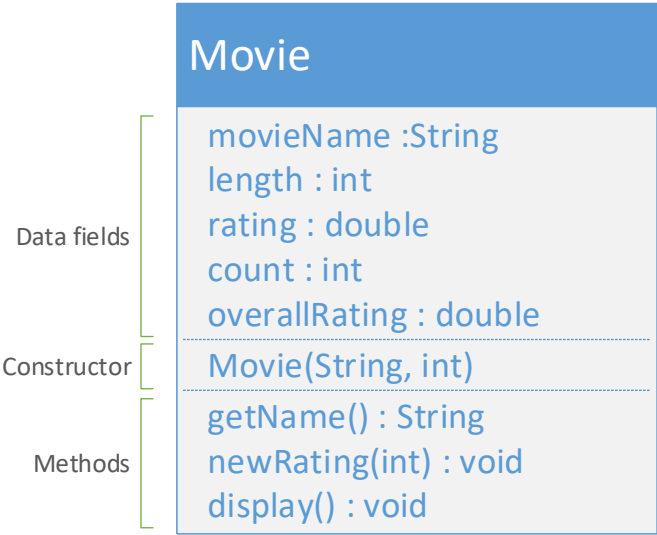 Movie
Data fields
movieName :String
length : int
rating : double
count : int
overallRating : double
Constructor
Movie(String, int)
Methods
getName() : String
newRating(int) : void
display() : void